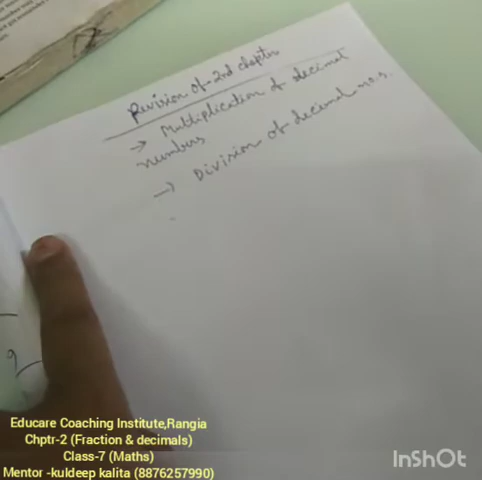 Revision of 2nd chapter
→ Multiplication of decimal
numbers
→ Division of decimal no.s.
Educare Coaching Institute,Rangia
Chptr-2 (Fraction & decimals)
Class-7 (Maths)
Mentor -kuldeep kalita (8876257990)
InShOt